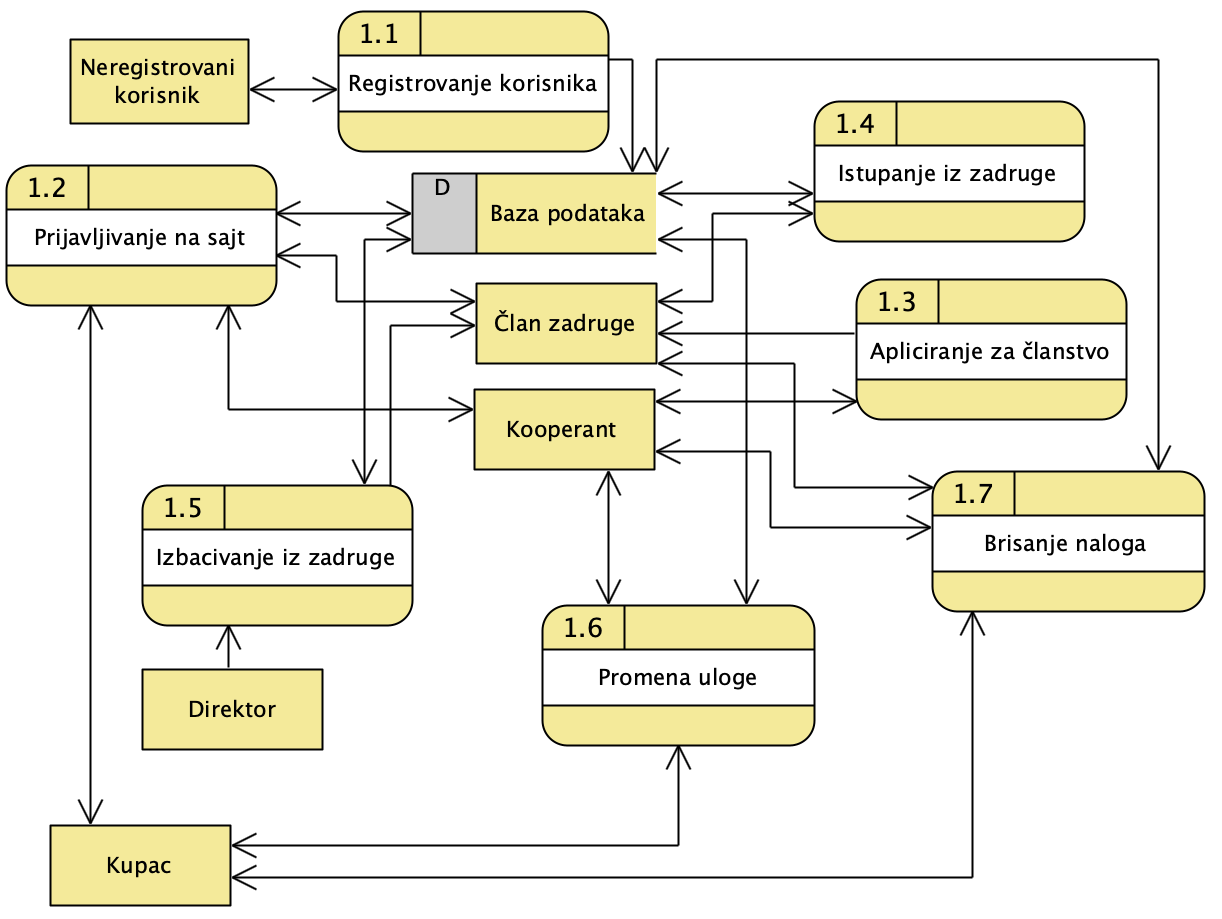 1.1
Registrovanje korisnika
Neregistrovani
korisnik
1.4
Istupanje iz zadruge
1.2
Prijavljivanje na sajt
D
Baza podataka
1.3
Apliciranje za članstvo
Član zadruge
Kooperant
1.5
Izbacivanje iz zadruge
1.7
Brisanje naloga
1.6
Promena uloge
Direktor
Kupac